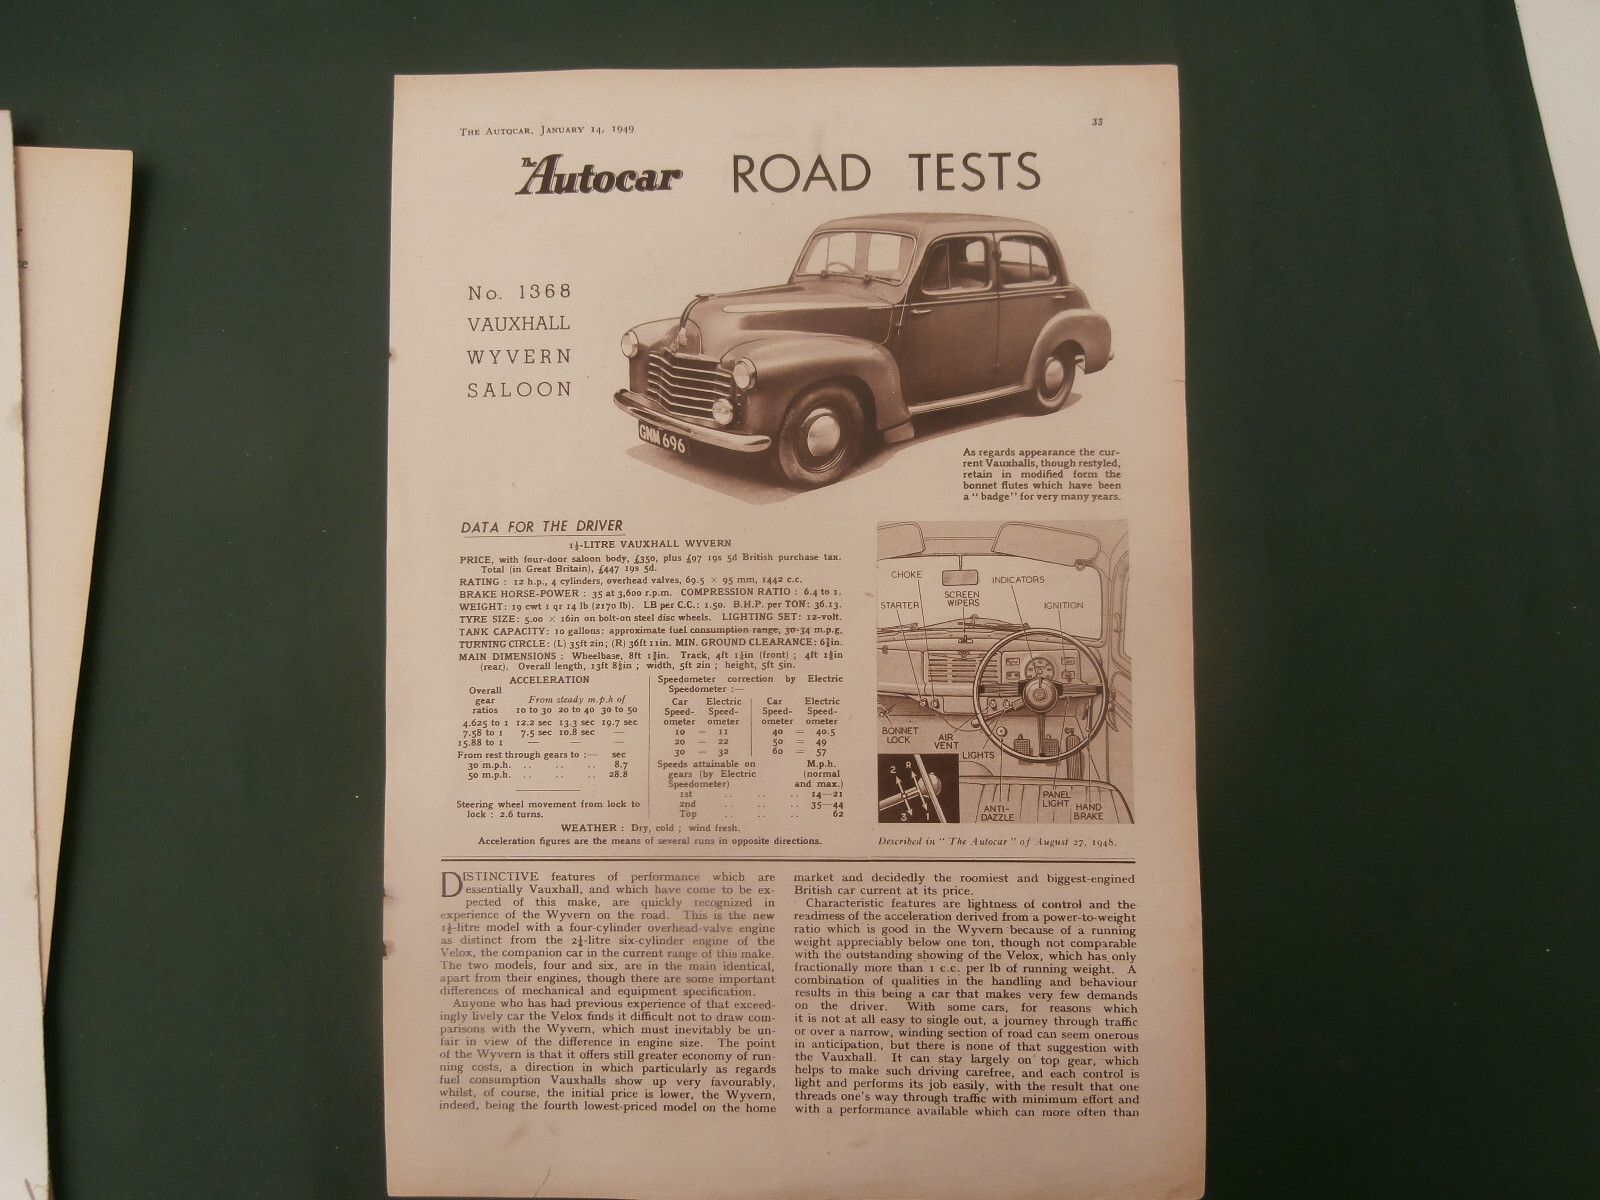 THE AUTOCAR, JANUARY 14, 1949
35
The Autocar ROAD TESTS
No. 1368
VAUXHALL
WYVERN
SALOON
GNM 696
As regards appearance the cur-
rent Vauxhalls, though restyled,
retain in modified form the
bonnet flutes which have been
a "badge" for very many years.
DATA FOR THE DRIVER
1½-LITRE VAUXHALL WYVERN
PRICE, with four-door saloon body, £350, plus £97 19s 5d British purchase tax.
Total (in Great Britain), £447 19s 5d.
RATING : 12 h.p., 4 cylinders, overhead valves, 69.5 × 95 mm, 1442 c.c.
BRAKE HORSE-POWER : 35 at 3,600 r.p.m. COMPRESSION RATIO : 6.4 to 1.
WEIGHT: 19 cwt 1 qr 14 lb (2170 lb). LB per C.C.: 1.50. B.H.P. per TON: 36.13.
TYRE SIZE: 5.00 × 16in on bolt-on steel disc wheels. LIGHTING SET: 12-volt.
TANK CAPACITY: 10 gallons: approximate fuel consumption range, 30-34 m.p.g.
TURNING CIRCLE: (L) 35ft 2in; (R) 36ft 11in. MIN. GROUND CLEARANCE:
MAIN DIMENSIONS : Wheelbase, 8ft Track, 4ft (front) ; 4ft
(rear). Overall length, 13ft width, 5ft 2in ; height, 5ft 5in.
ACCELERATION
Overall
gear From steady m.p.h of
ratios 10 to 30 20 to 40 30 to 50
4.625 to 1 12.2 sec 13.3 sec 19.7 sec
7.58 to 1 7.5 sec 10.8 sec —
15.88 to 1 — — —
From rest through gears to :— sec
30 m.p.h. .. .. .. 8.7
50 m.p.h. .. .. .. 28.8
Steering wheel movement from lock to
lock : 2.6 turns.
Speedometer correction by Electric
Speedometer :—
Car Electric Car Electric
Speed- Speed- Speed- Speed-
ometer ometer ometer ometer
10 = 11 40 = 40.5
20 = 22 50 = 49
30 = 32 60 = 57
Speeds attainable on M.p.h.
gears (by Electric (normal
Speedometer) and max.)
1st .. .. .. 14—21
2nd .. .. .. 35—44
Top .. .. .. 62
WEATHER : Dry, cold ; wind fresh.
Acceleration figures are the means of several runs in opposite directions.
CHOKE
INDICATORS
SCREEN
WIPERS
STARTER
IGNITION
BONNET
LOCK
AIR
VENT
LIGHTS
2 R
3 1
ANTI-
DAZZLE
PANEL
LIGHT
HAND
BRAKE
Described in "The Autocar" of August 27, 1948.
DISTINCTIVE features of performance which are
essentially Vauxhall, and which have come to be ex-
pected of this make, are quickly recognized in
experience of the Wyvern on the road. This is the new
1½-litre model with a four-cylinder overhead-valve engine
as distinct from the 2¼-litre six-cylinder engine of the
Velox, the companion car in the current range of this make.
The two models, four and six, are in the main identical,
apart from their engines, though there are some important
differences of mechanical and equipment specification.
Anyone who has had previous experience of that exceed-
ingly lively car the Velox finds it difficult not to draw com-
parisons with the Wyvern, which must inevitably be un-
fair in view of the difference in engine size. The point
of the Wyvern is that it offers still greater economy of run-
ning costs, a direction in which particularly as regards
fuel consumption Vauxhalls show up very favourably,
whilst, of course, the initial price is lower, the Wyvern,
indeed, being the fourth lowest-priced model on the home
market and decidedly the roomiest and biggest-engined
British car current at its price.
Characteristic features are lightness of control and the
readiness of the acceleration derived from a power-to-weight
ratio which is good in the Wyvern because of a running
weight appreciably below one ton, though not comparable
with the outstanding showing of the Velox, which has only
fractionally more than 1 c.c. per lb of running weight. A
combination of qualities in the handling and behaviour
results in this being a car that makes very few demands
on the driver. With some cars, for reasons which
it is not at all easy to single out, a journey through traffic
or over a narrow, winding section of road can seem onerous
in anticipation, but there is none of that suggestion with
the Vauxhall. It can stay largely on top gear, which
helps to make such driving carefree, and each control is
light and performs its job easily, with the result that one
threads one's way through traffic with minimum effort and
with a performance available which can more often than